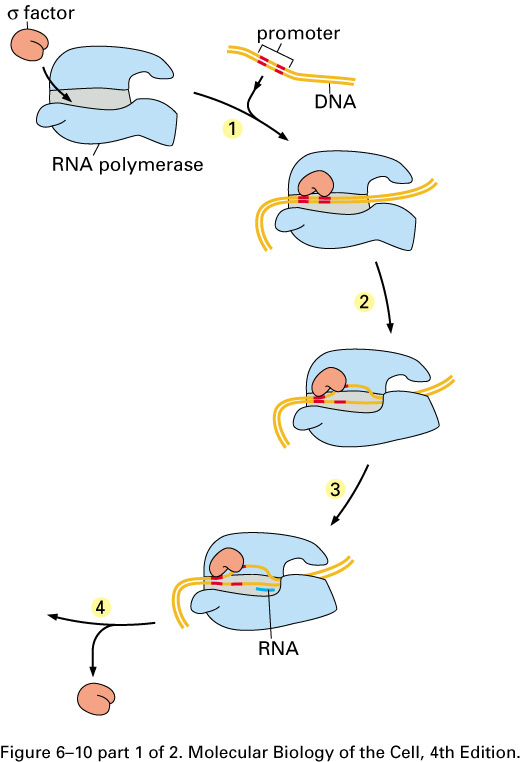 σ factor
promoter
DNA
1
RNA polymerase
2
3
4
RNA
Figure 6–10 part 1 of 2. Molecular Biology of the Cell, 4th Edition.